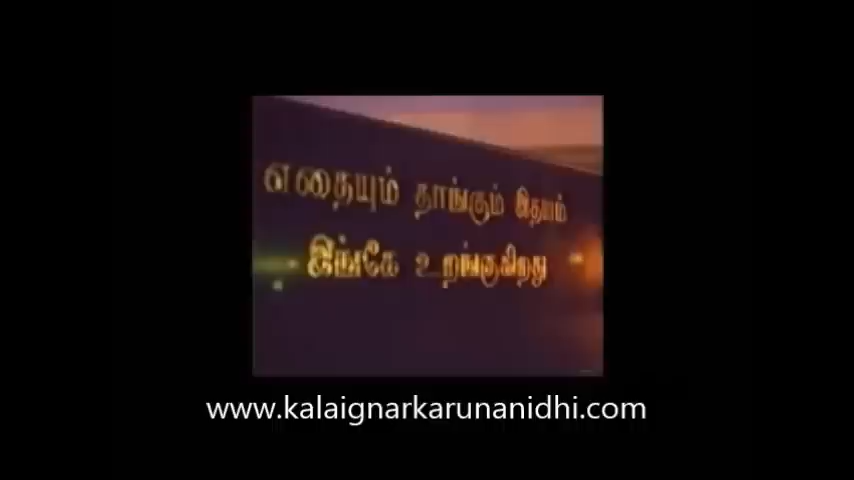 எதையும் தாங்கும் இதயம்
இங்கே உறங்குகிறது
www.kalaignarkarunanidhi.com